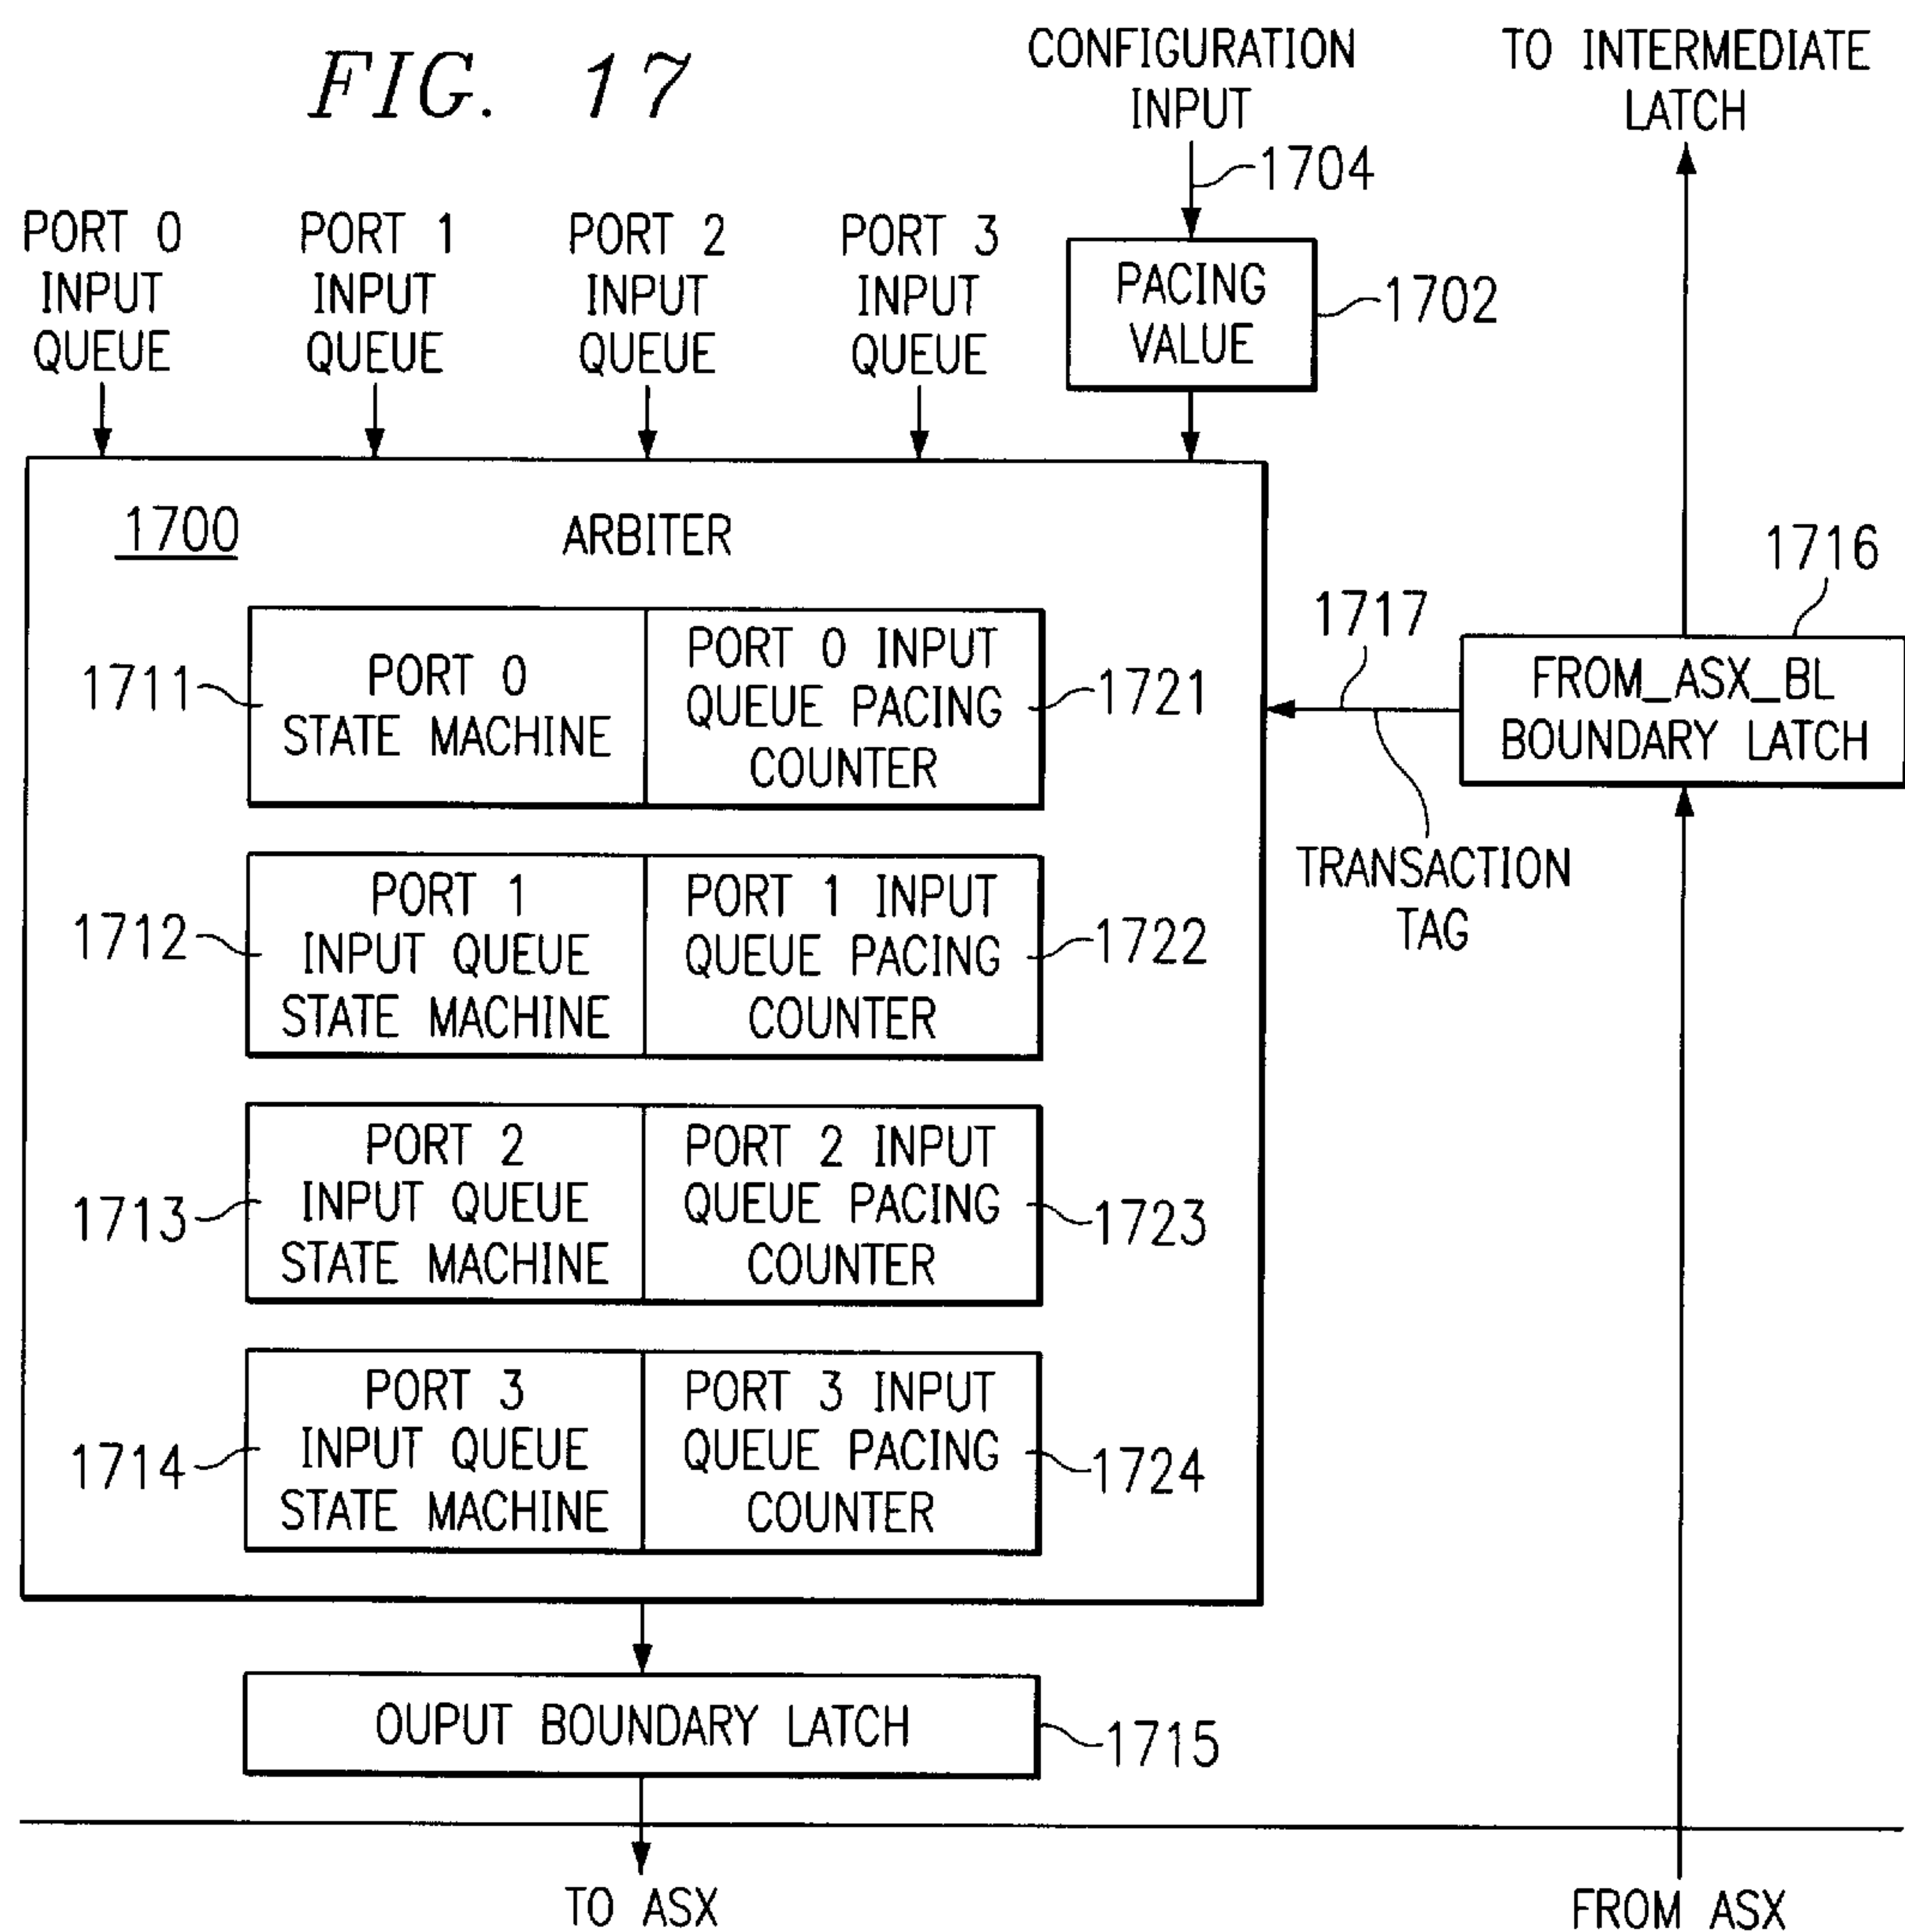 FIG. 17
CONFIGURATION
INPUT
TO INTERMEDIATE
LATCH
1704
PORT 0
INPUT
QUEUE
PORT 1
INPUT
QUEUE
PORT 2
INPUT
QUEUE
PORT 3
INPUT
QUEUE
PACING
VALUE
1702
1700
ARBITER
1716
1717
FROM_ASX_BL
BOUNDARY LATCH
TRANSACTION
TAG
1711
PORT 0
STATE MACHINE
PORT 0 INPUT
QUEUE PACING
COUNTER
1721
1712
PORT 1
INPUT QUEUE
STATE MACHINE
PORT 1 INPUT
QUEUE PACING
COUNTER
1722
1713
PORT 2
INPUT QUEUE
STATE MACHINE
PORT 2 INPUT
QUEUE PACING
COUNTER
1723
1714
PORT 3
INPUT QUEUE
STATE MACHINE
PORT 3 INPUT
QUEUE PACING
COUNTER
1724
OUPUT BOUNDARY LATCH
1715
TO ASX
FROM ASX